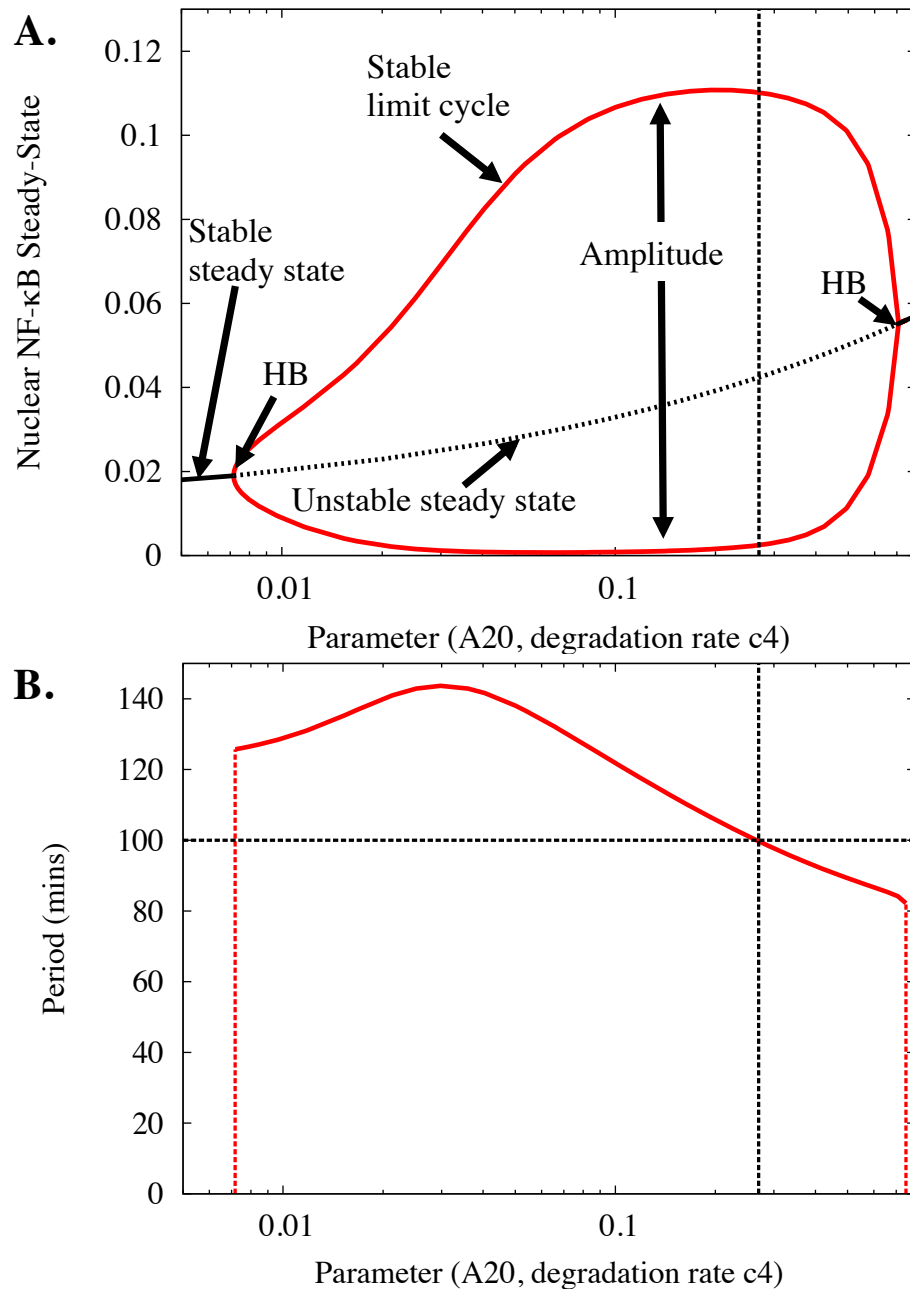 A.
Nuclear NF-κB Steady-State
0.12
0.1
0.08
0.06
0.04
0.02
0
Stable
limit cycle
Stable
steady state
Amplitude
HB
HB
Unstable steady state
0.01
0.1
Parameter (A20, degradation rate c4)
B.
Period (mins)
140
120
100
80
60
40
20
0
0.01
0.1
Parameter (A20, degradation rate c4)